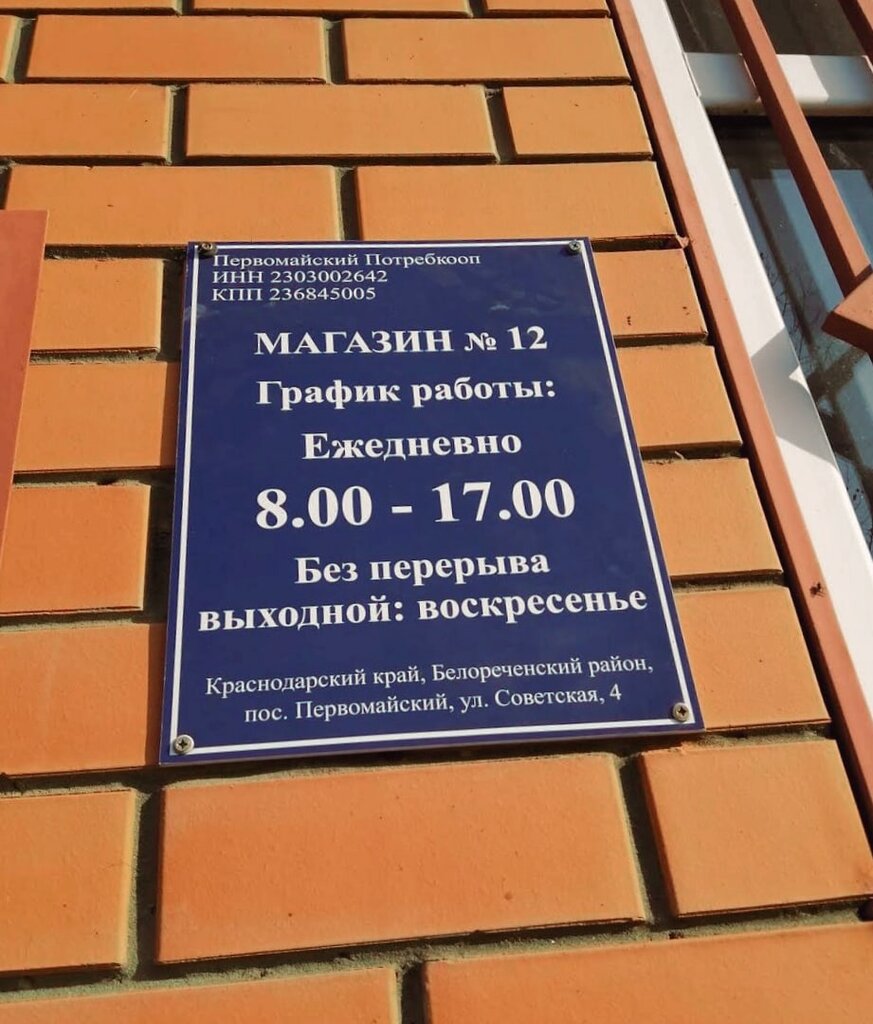 Первомайский Потребкооп
ИНН 2303002642
КПП 236845005
МАГАЗИН № 12
График работы:
Ежедневно
8.00 - 17.00
Без перерыва
выходной: воскресенье
Краснодарский край, Белореченский район,
пос. Первомайский, ул. Советская, 4